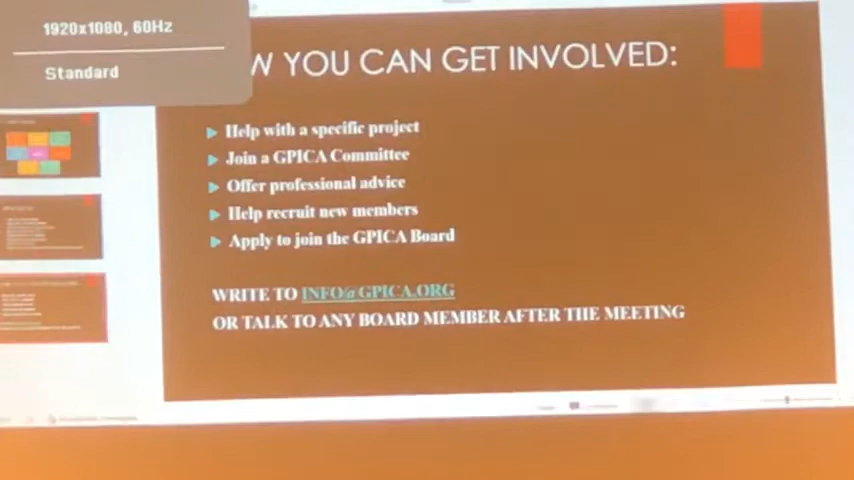 1920x1080, 60Hz
Standard
W YOU CAN GET INVOLVED:
Help with a specific project
Join a GPICA Committee
Offer professional advice
Help recruit new members
Apply to join the GPICA Board
WRITE TO INFO@GPICA.ORG
OR TALK TO ANY BOARD MEMBER AFTER THE MEETING